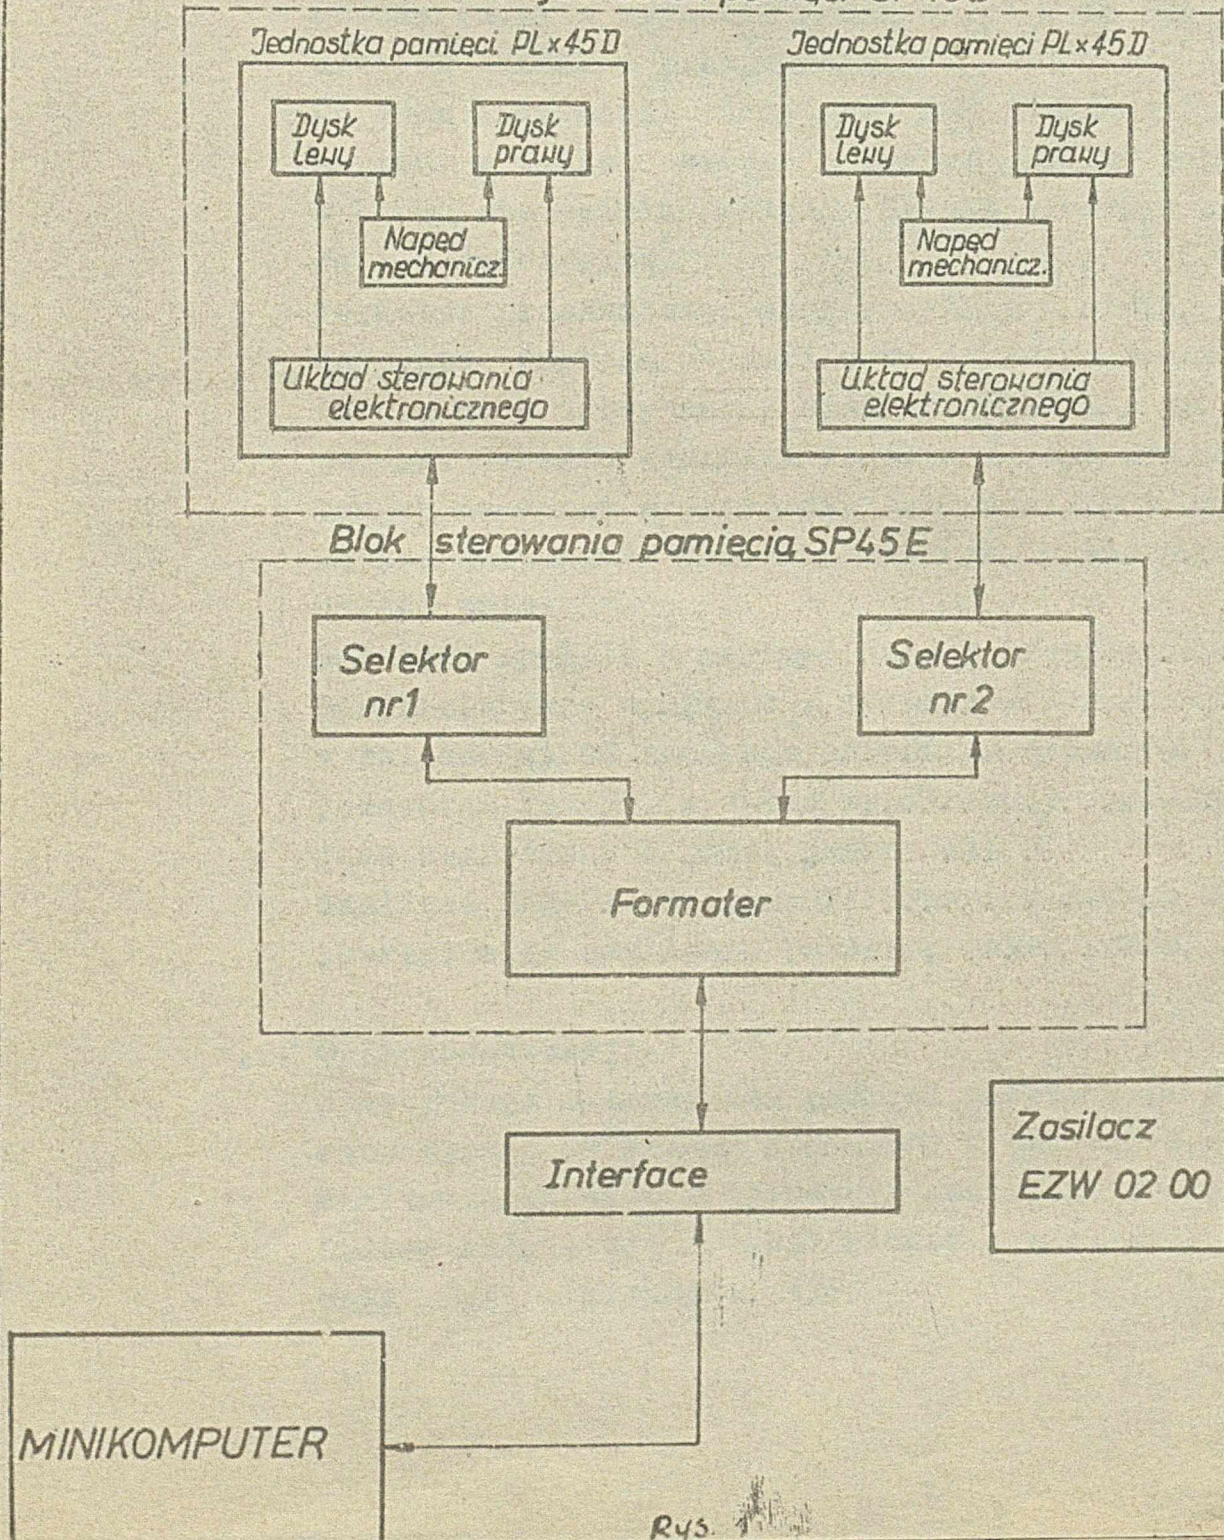 Jednostka pamięci PLx45D
Jednostka pamięci PLx45D
Dysk
lewy
Dysk
prawy
Napęd
mechanicz.
Układ sterowania
elektronicznego
Dysk
lewy
Dysk
prawy
Napęd
mechanicz.
Układ sterowania
elektronicznego
Blok sterowania pamięcią SP45E
Selektor
nr1
Selektor
nr2
Formater
Interface
Zasilacz
EZW 02 00
MINIKOMPUTER
Rys.